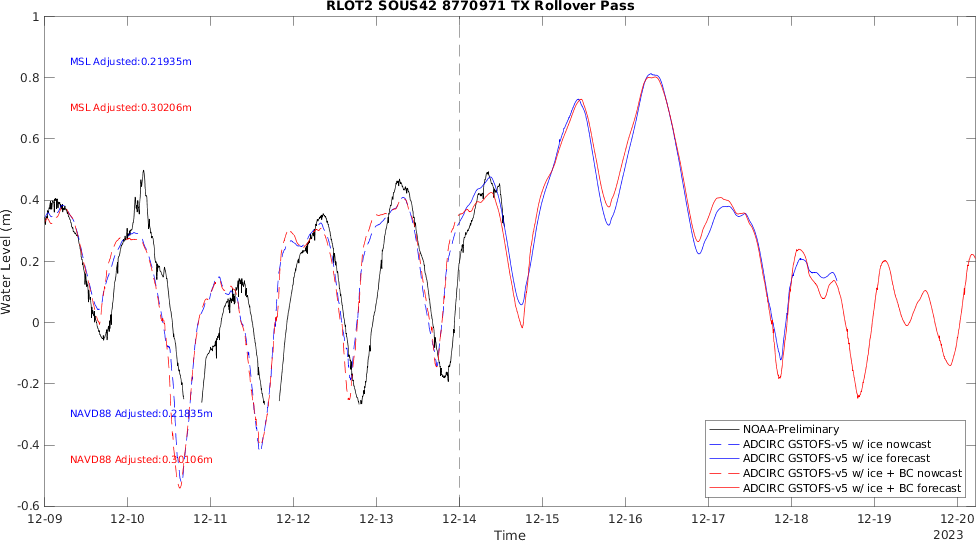 RLOT2 SOUS42 8770971 TX Rollover Pass
1
0.8
0.6
0.4
0.2
0
-0.2
-0.4
-0.6
Water Level (m)
MSL Adjusted:0.21935m
MSL Adjusted:0.30206m
NAVD88 Adjusted:0.21835m
NAVD88 Adjusted:0.30106m
NOAA-Preliminary
ADCIRC GSTOFS-v5 w/ ice nowcast
ADCIRC GSTOFS-v5 w/ ice forecast
ADCIRC GSTOFS-v5 w/ ice + BC nowcast
ADCIRC GSTOFS-v5 w/ ice + BC forecast
12-09 12-10 12-11 12-12 12-13 12-14 12-15 12-16 12-17 12-18 12-19 12-20
Time
2023